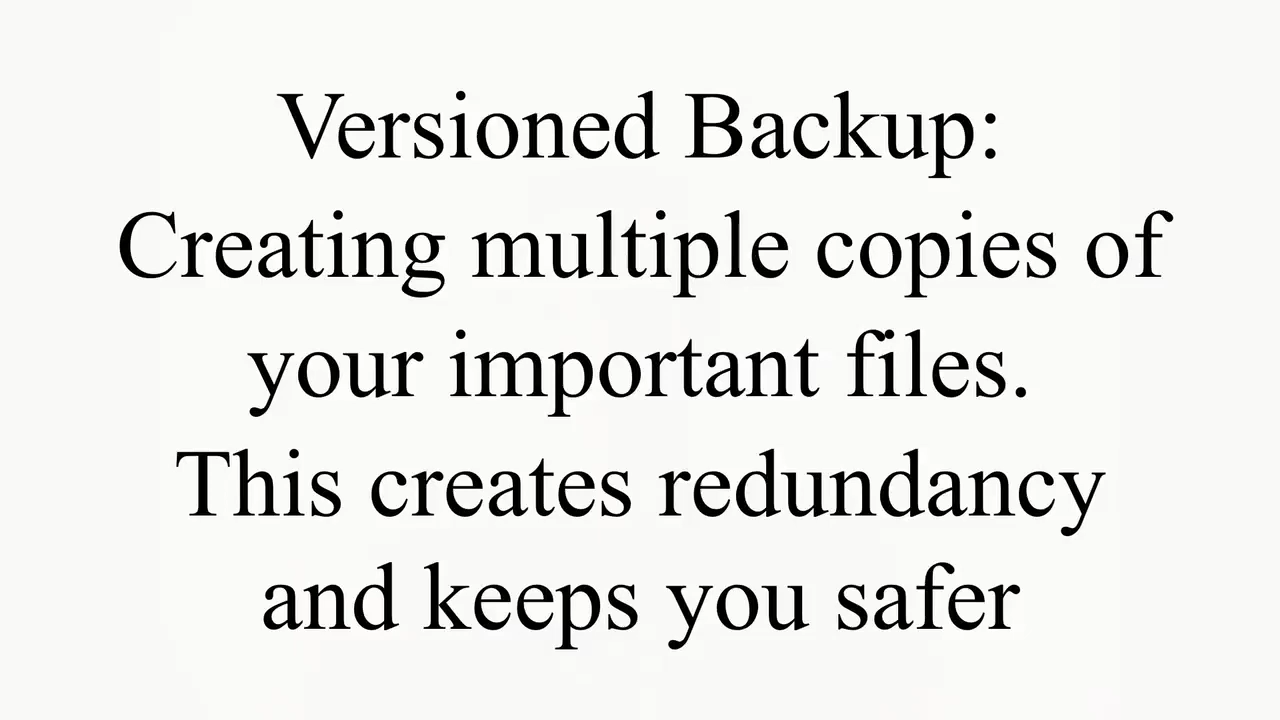 Versioned Backup:
Creating multiple copies of
your important files.
This creates redundancy
and keeps you safer